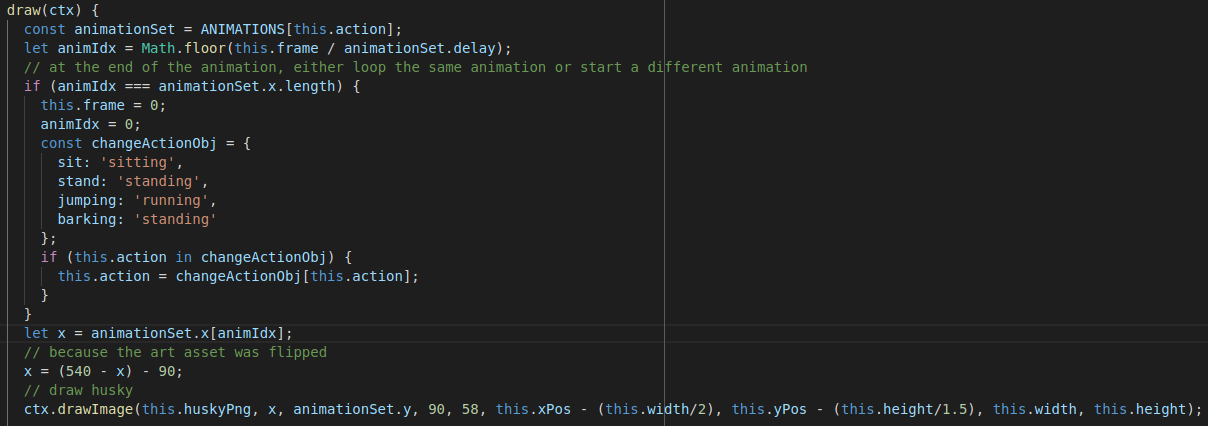 draw(ctx) {
  const animationSet = ANIMATIONS[this.action];
  let animIdx = Math.floor(this.frame / animationSet.delay);
  // at the end of the animation, either loop the same animation or start a different animation
  if (animIdx === animationSet.x.length) {
    this.frame = 0;
    animIdx = 0;
    const changeActionObj = {
      sit: 'sitting',
      stand: 'standing',
      jumping: 'running',
      barking: 'standing'
    };
    if (this.action in changeActionObj) {
      this.action = changeActionObj[this.action];
    }
  }
  let x = animationSet.x[animIdx];
  // because the art asset was flipped
  x = (540 - x) - 90;
  // draw husky
  ctx.drawImage(this.huskyPng, x, animationSet.y, 90, 58, this.xPos - (this.width/2), this.yPos - (this.height/1.5), this.width, this.height);